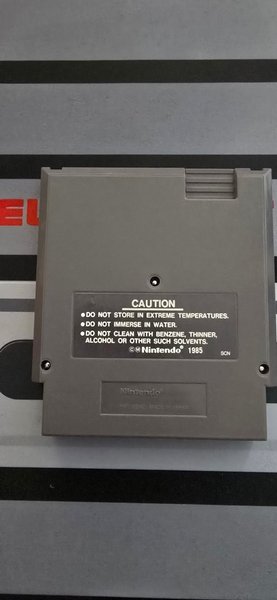 EU
CAUTION
●DO NOT STORE IN EXTREME TEMPERATURES.
●DO NOT IMMERSE IN WATER.
●DO NOT CLEAN WITH BENZENE, THINNER,
ALCOHOL OR OTHER SUCH SOLVENTS.
©M Nintendo 1985
SCN
Nintendo